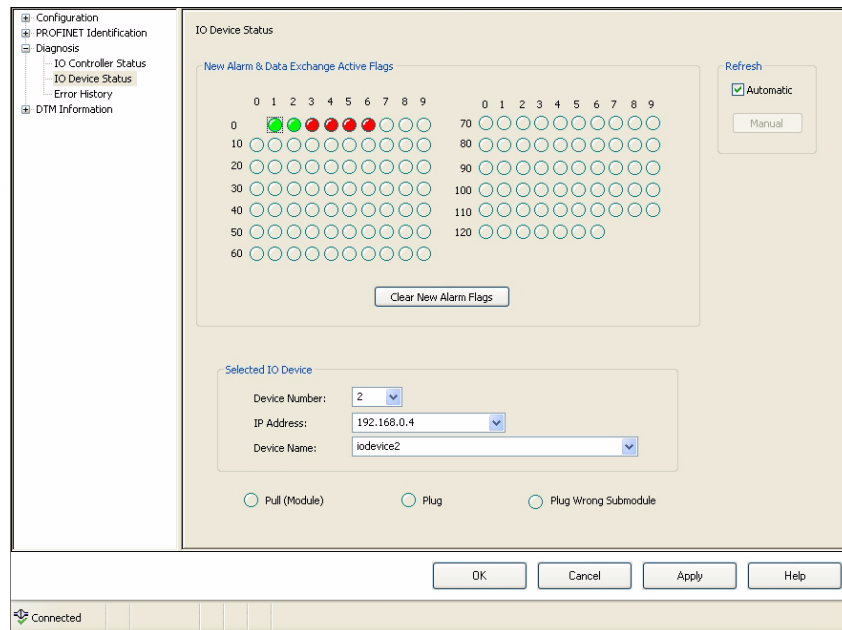 Configuration
PROFINET Identification
Diagnosis
IO Controller Status
IO Device Status
Error History
DTM Information
IO Device Status
New Alarm & Data Exchange Active Flags
0 1 2 3 4 5 6 7 8 9
0
10
20
30
40
50
60
0 1 2 3 4 5 6 7 8 9
70
80
90
100
110
120
Clear New Alarm Flags
Refresh
Automatic
Manual
Selected IO Device
Device Number: 2
IP Address: 192.168.0.4
Device Name: iodevice2
Pull (Module) Plug Plug Wrong Submodule
OK Cancel Apply Help
Connected